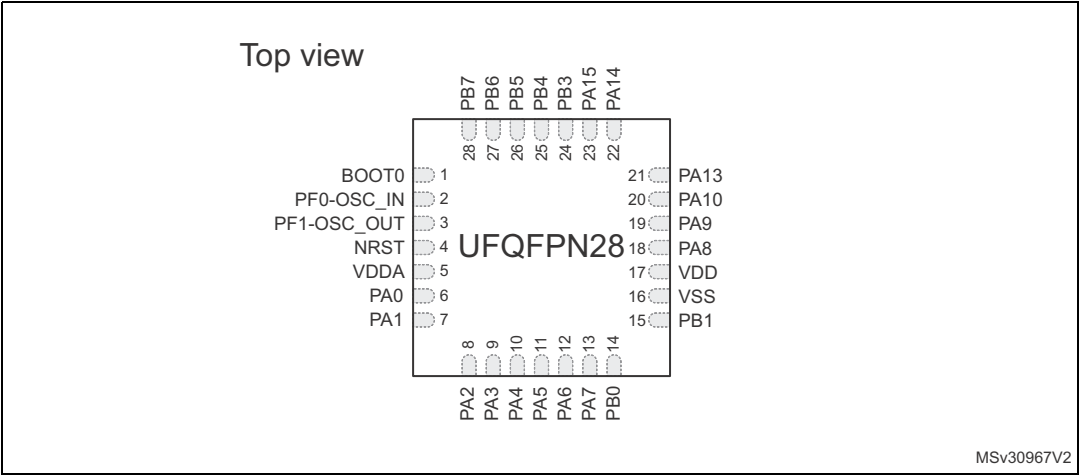 Top view
PB7 PB6 PB5 PB4 PB3 PA15 PA14
28 27 26 25 24 23 22
BOOT0 1 21 PA13
PF0-OSC_IN 2 20 PA10
PF1-OSC_OUT 3 19 PA9
NRST 4 UFQFPN28 18 PA8
VDDA 5 17 VDD
PA0 6 16 VSS
PA1 7 15 PB1
8 9 10 11 12 13 14
PA2 PA3 PA4 PA5 PA6 PA7 PB0
MSv30967V2